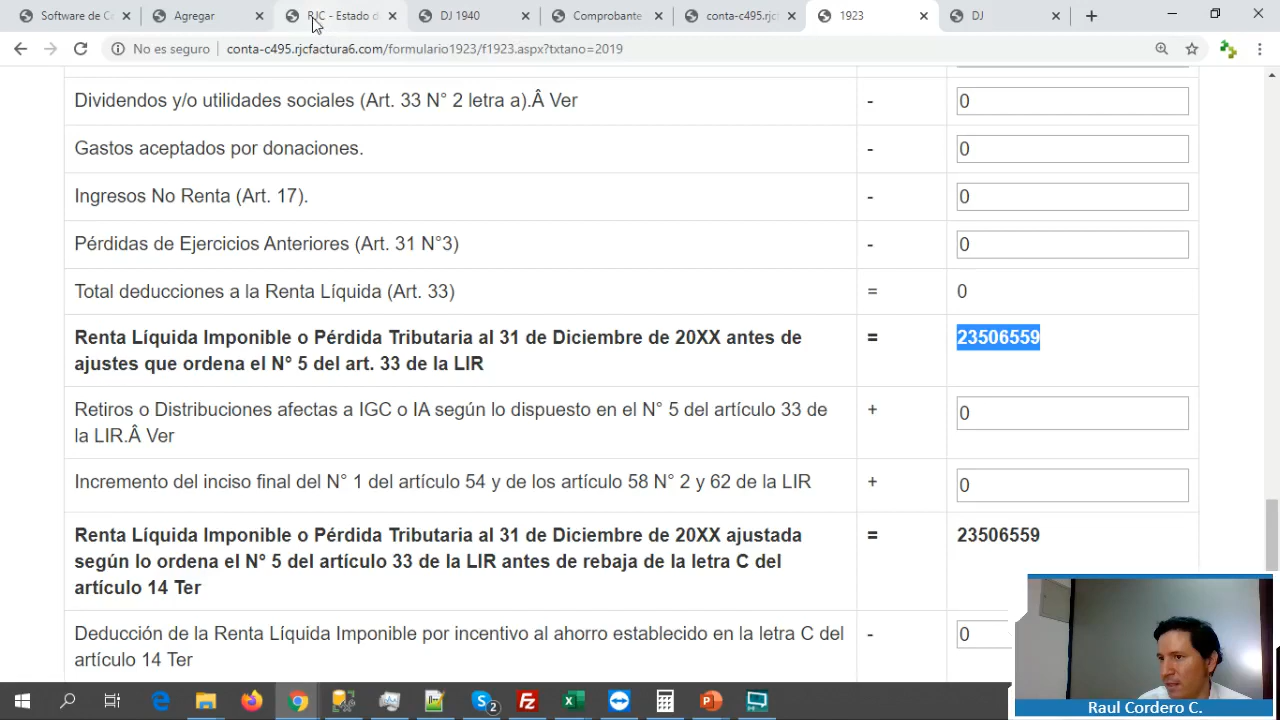 Software de Ce
Agregar
RJC - Estado d
DJ 1940
Comprobante
conta-c495.rjcf
1923
DJ
No es seguro
conta-c495.rjcfactura6.com/formulario1923/f1923.aspx?txtano=2019
Dividendos y/o utilidades sociales (Art. 33 N° 2 letra a).Â Ver - 0
Gastos aceptados por donaciones. - 0
Ingresos No Renta (Art. 17). - 0
Pérdidas de Ejercicios Anteriores (Art. 31 N°3) - 0
Total deducciones a la Renta Líquida (Art. 33) = 0
Renta Líquida Imponible o Pérdida Tributaria al 31 de Diciembre de 20XX antes de = 23506559
ajustes que ordena el N° 5 del art. 33 de la LIR
Retiros o Distribuciones afectas a IGC o IA según lo dispuesto en el N° 5 del artículo 33 de + 0
la LIR.Â Ver
Incremento del inciso final del N° 1 del artículo 54 y de los artículo 58 N° 2 y 62 de la LIR + 0
Renta Líquida Imponible o Pérdida Tributaria al 31 de Diciembre de 20XX ajustada = 23506559
según lo ordena el N° 5 del artículo 33 de la LIR antes de rebaja de la letra C del
artículo 14 Ter
Deducción de la Renta Líquida Imponible por incentivo al ahorro establecido en la letra C del - 0
artículo 14 Ter
2
Raul Cordero C.